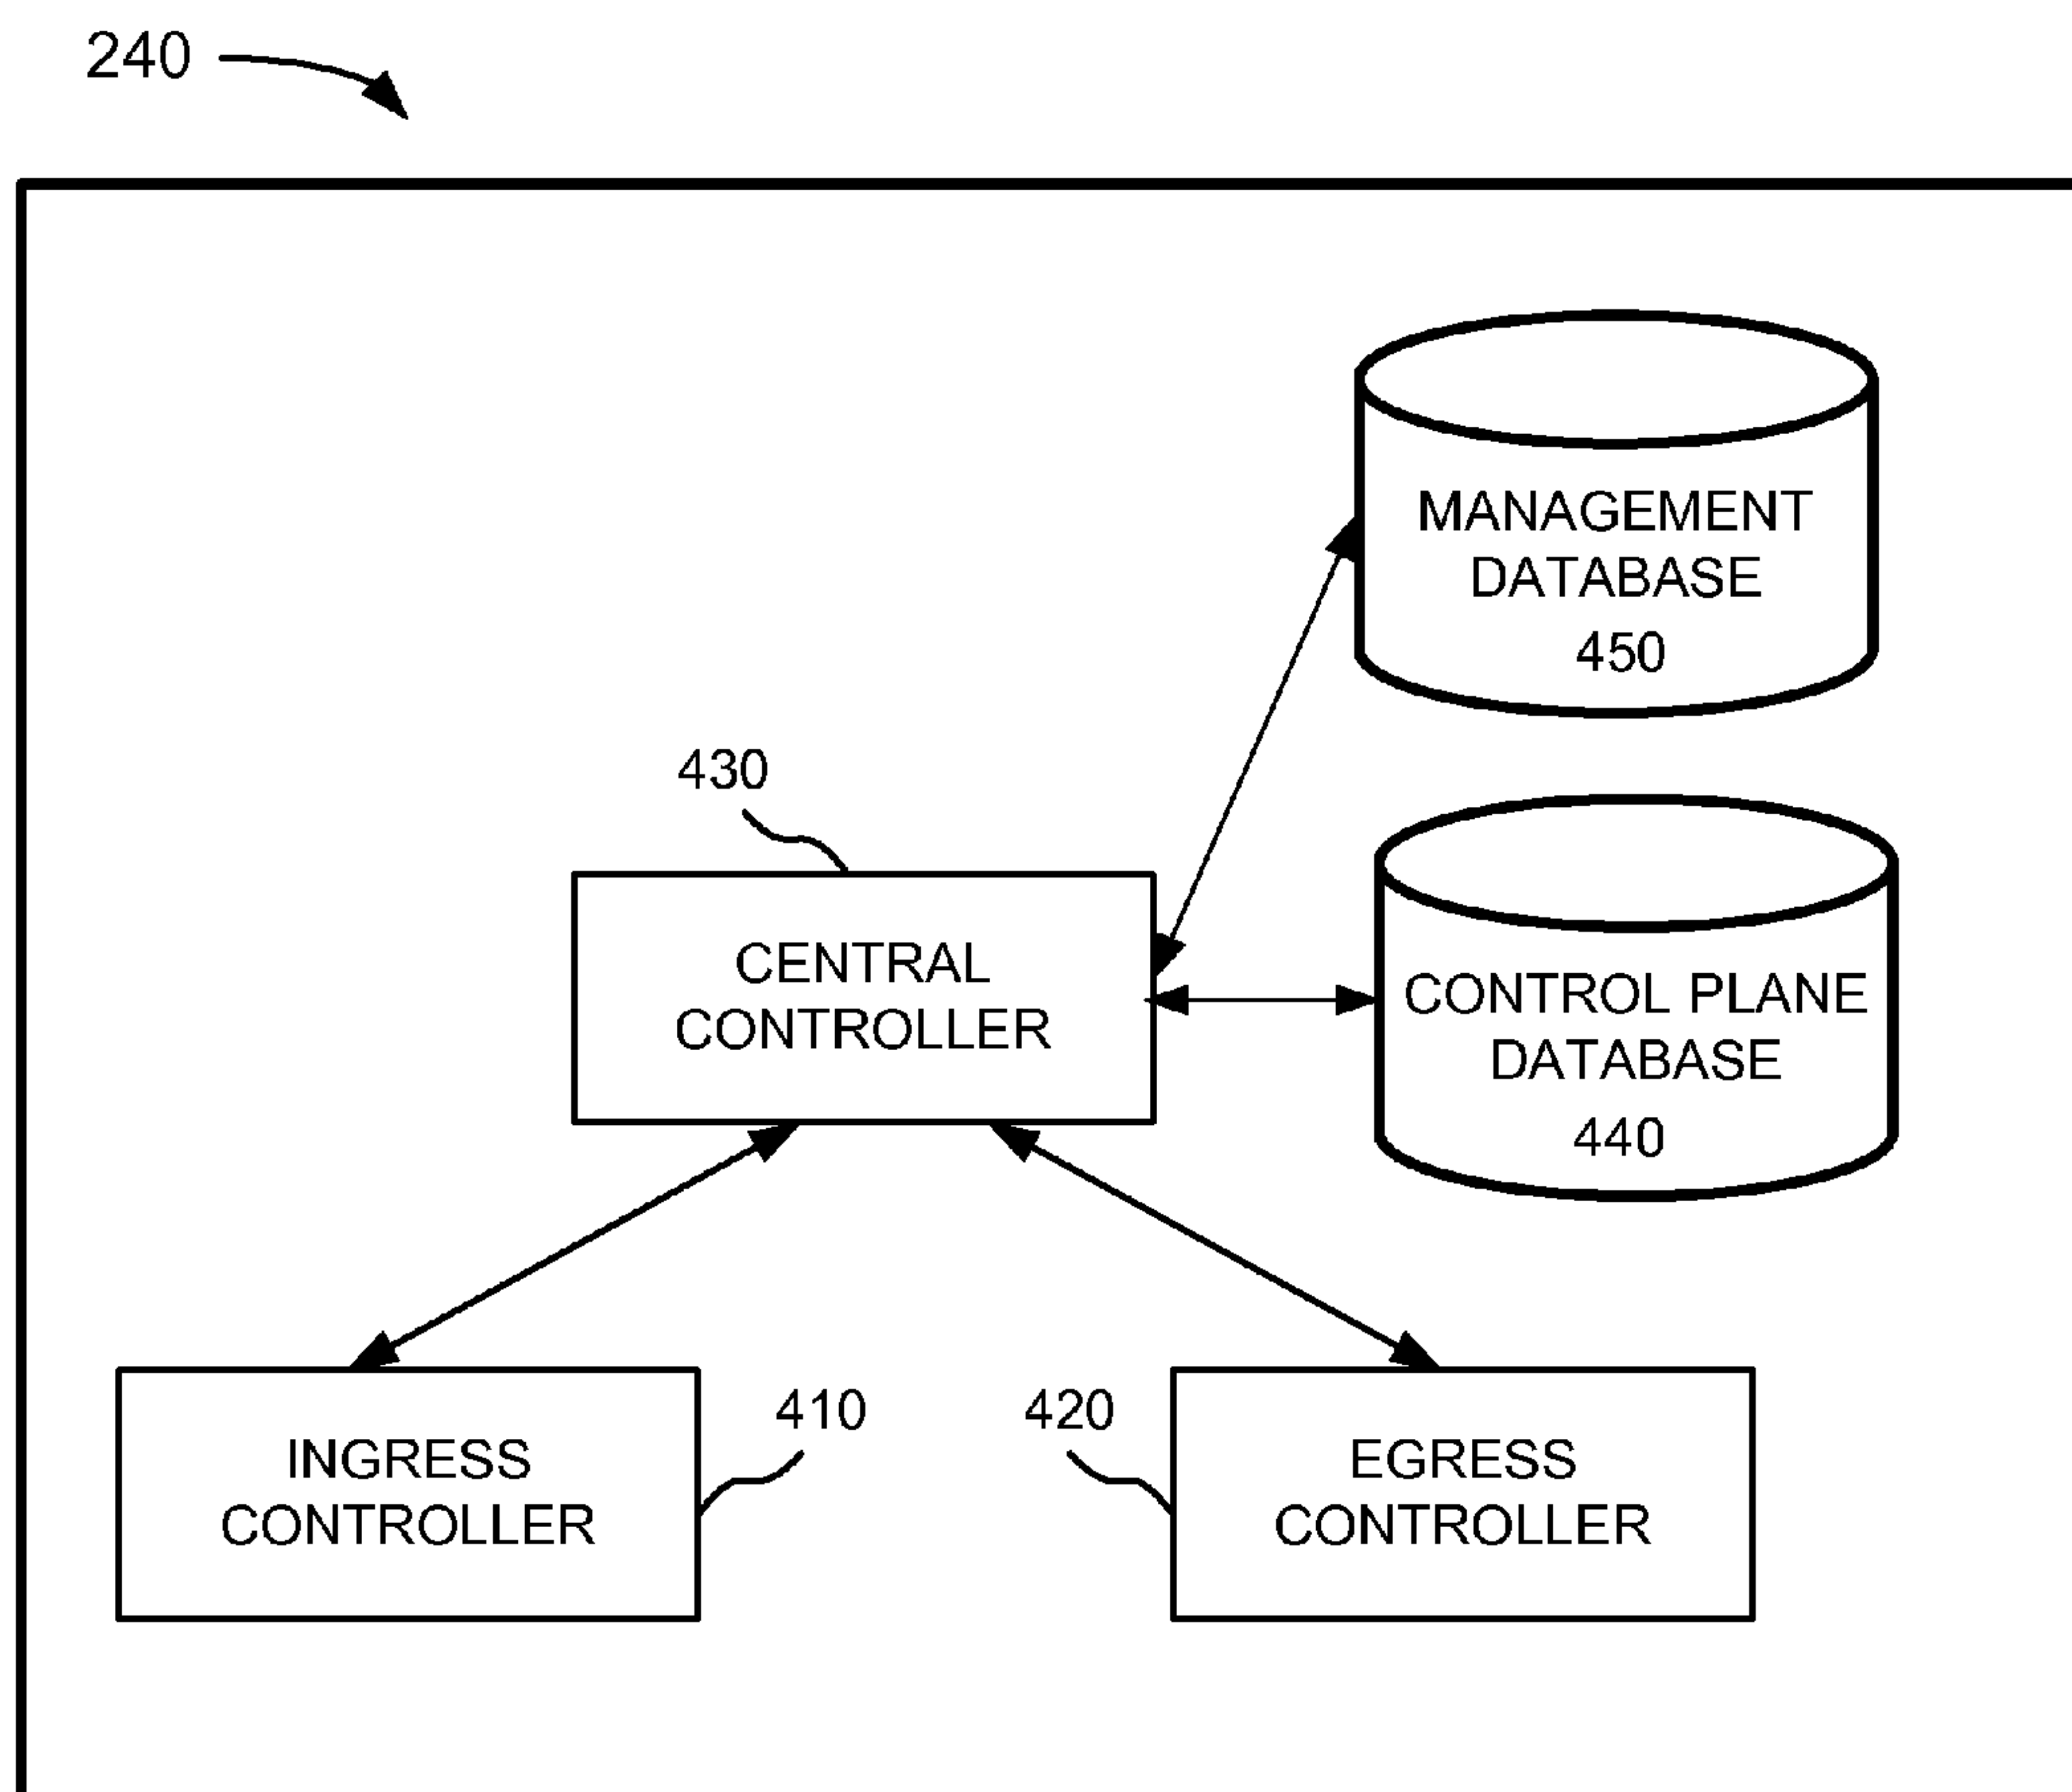 240
MANAGEMENT
DATABASE
450
430
CENTRAL
CONTROLLER
CONTROL PLANE
DATABASE
440
INGRESS
CONTROLLER
410
420
EGRESS
CONTROLLER